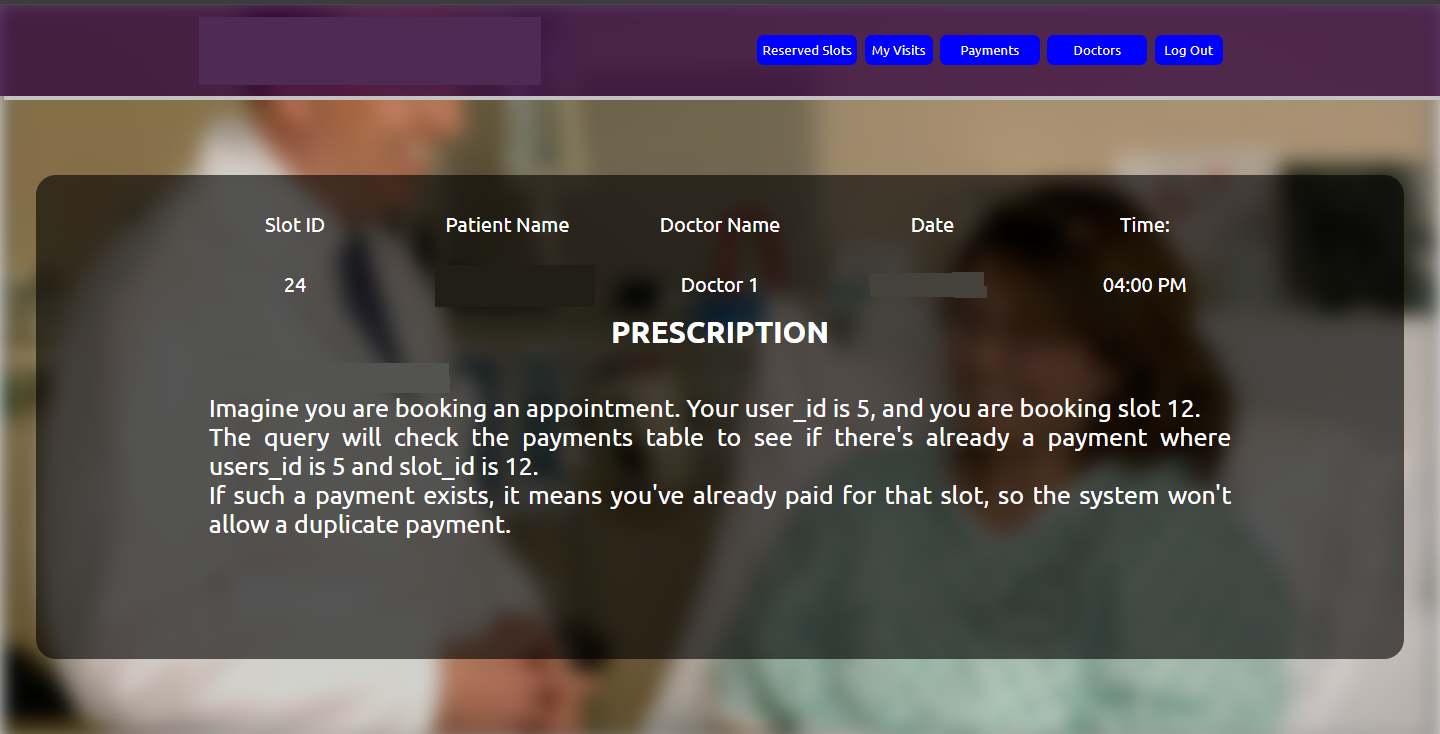 Reserved Slots My Visits Payments Doctors Log Out
Slot ID Patient Name Doctor Name Date Time:
24 Doctor 1 04:00 PM
PRESCRIPTION
Imagine you are booking an appointment. Your user_id is 5, and you are booking slot 12.
The query will check the payments table to see if there's already a payment where
users_id is 5 and slot_id is 12.
If such a payment exists, it means you've already paid for that slot, so the system won't
allow a duplicate payment.